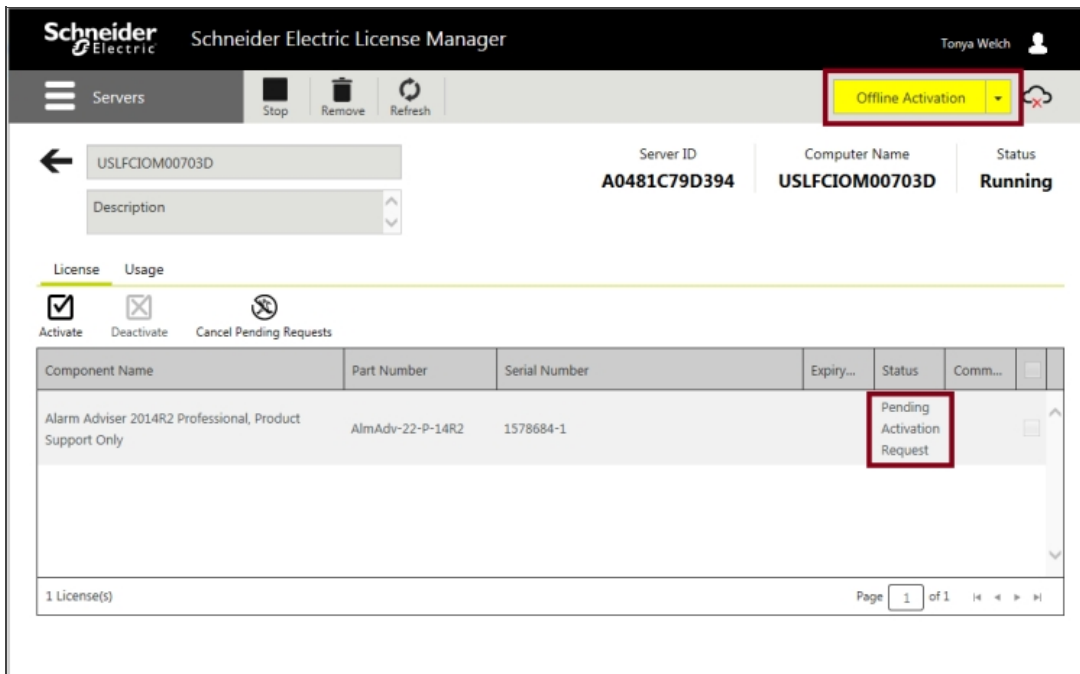 Schneider
Electric
Schneider Electric License Manager
Tonya Welch
Servers
Stop
Remove
Refresh
Offline Activation
USLFCIOM00703D
Description
Server ID
A0481C79D394
Computer Name
USLFCIOM00703D
Status
Running
License
Usage
Activate
Deactivate
Cancel Pending Requests
Component Name
Part Number
Serial Number
Expiry...
Status
Comm...
Alarm Adviser 2014R2 Professional, Product
Support Only
AlmAdv-22-P-14R2
1578684-1
Pending
Activation
Request
1 License(s)
Page 1 of 1